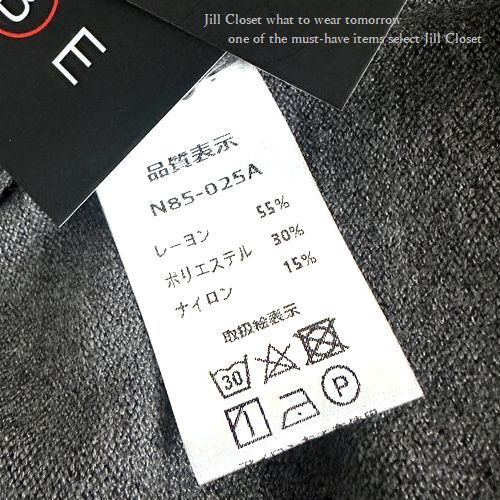 Jill Closet what to wear tomorrow
one of the must-have items select Jill Closet
BE
品質表示
N85-025A
レーヨン 55%
ポリエステル 30%
ナイロン 15%
取扱絵表示
30
P